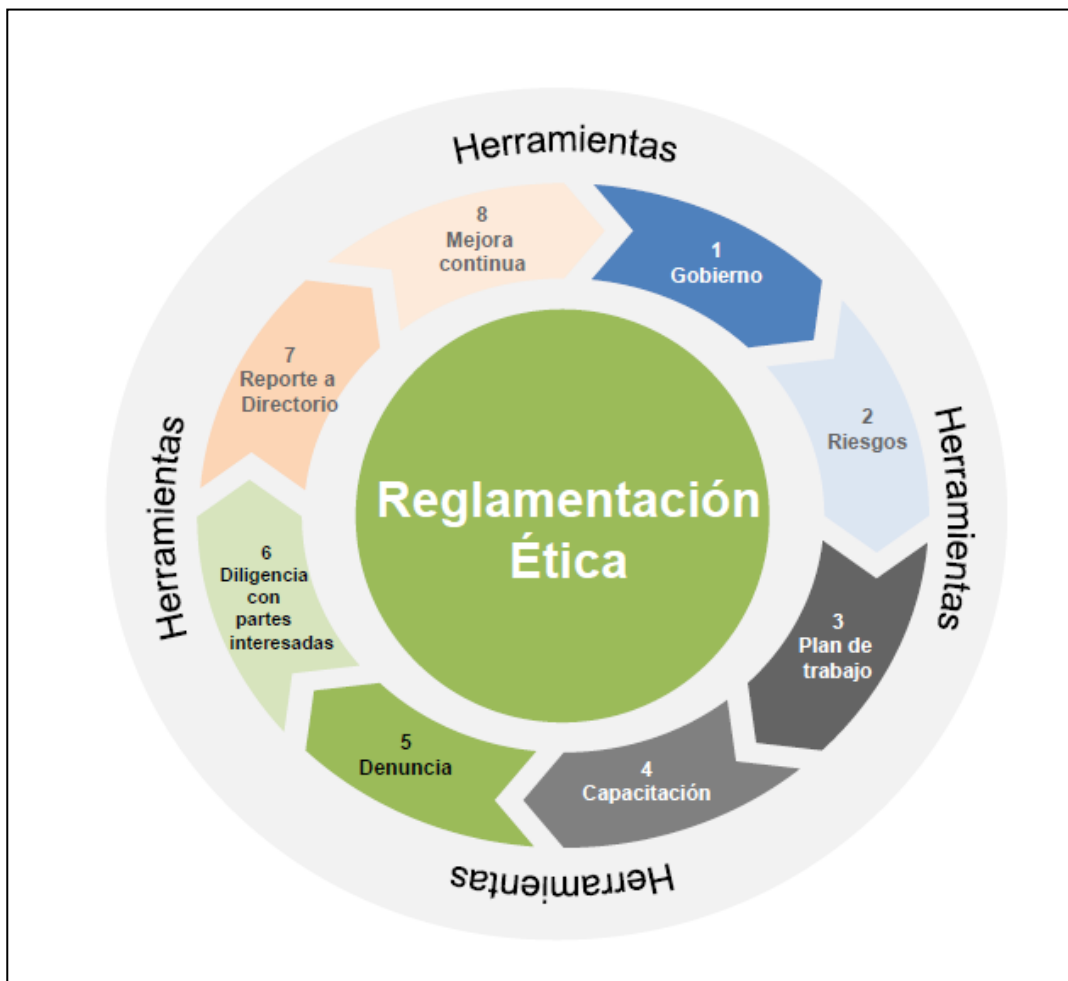 Herramientas
1
Gobierno
2
Riesgos
3
Plan de
trabajo
4
Capacitación
5
Denuncia
6
Diligencia
con
partes
interesadas
7
Reporte a
Directorio
8
Mejora
continua
Reglamentación
Ética
Herramientas
Herramientas
Herramientas